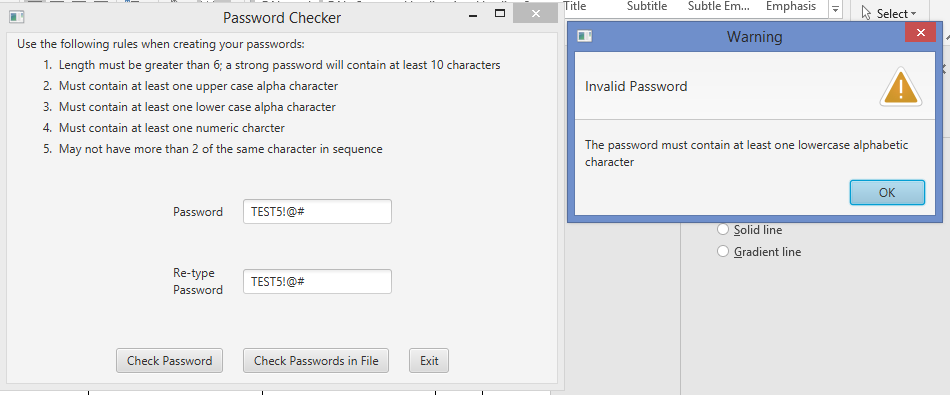 Title Subtitle Subtle Em... Emphasis
Select
Password Checker
Use the following rules when creating your passwords:
1. Length must be greater than 6; a strong password will contain at least 10 characters
2. Must contain at least one upper case alpha character
3. Must contain at least one lower case alpha character
4. Must contain at least one numeric charcter
5. May not have more than 2 of the same character in sequence
Password TEST5!@#
Re-type
Password TEST5!@#
Check Password Check Passwords in File Exit
Warning
Invalid Password
The password must contain at least one lowercase alphabetic
character
OK
Solid line
Gradient line